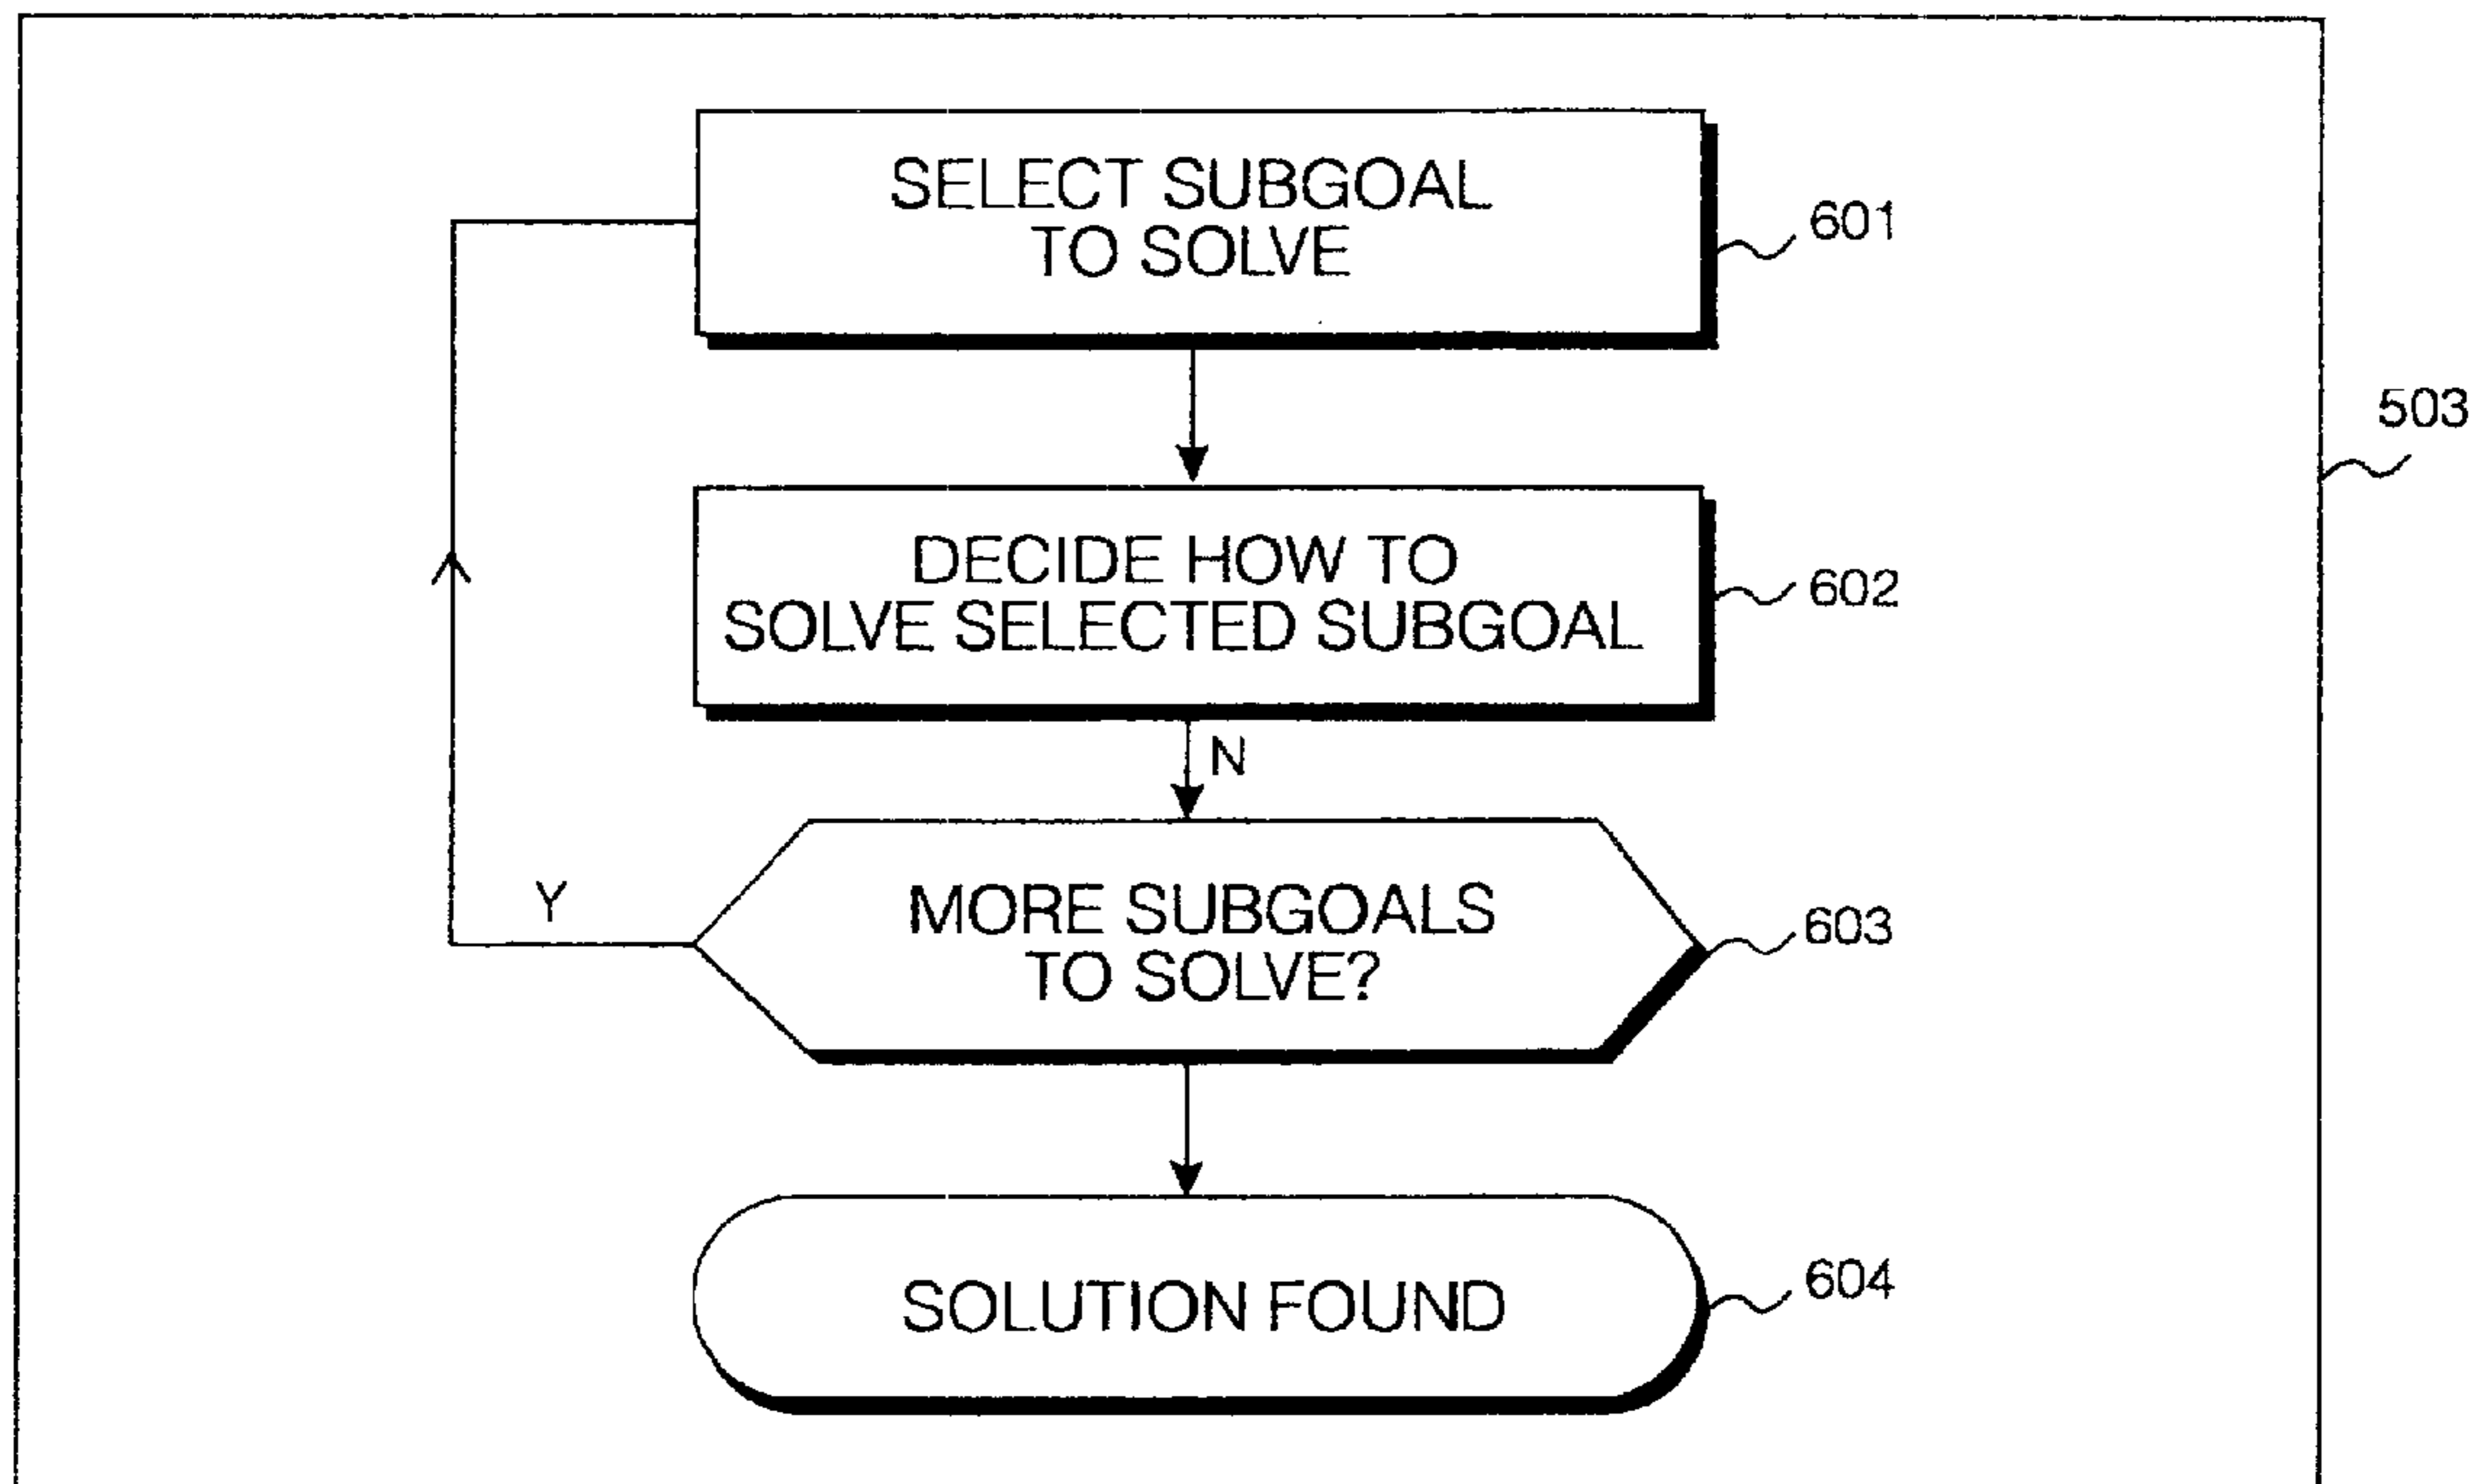 SELECT SUBGOAL
TO SOLVE
601
503
DECIDE HOW TO
SOLVE SELECTED SUBGOAL
602
N
Y
MORE SUBGOALS
TO SOLVE?
603
SOLUTION FOUND
604